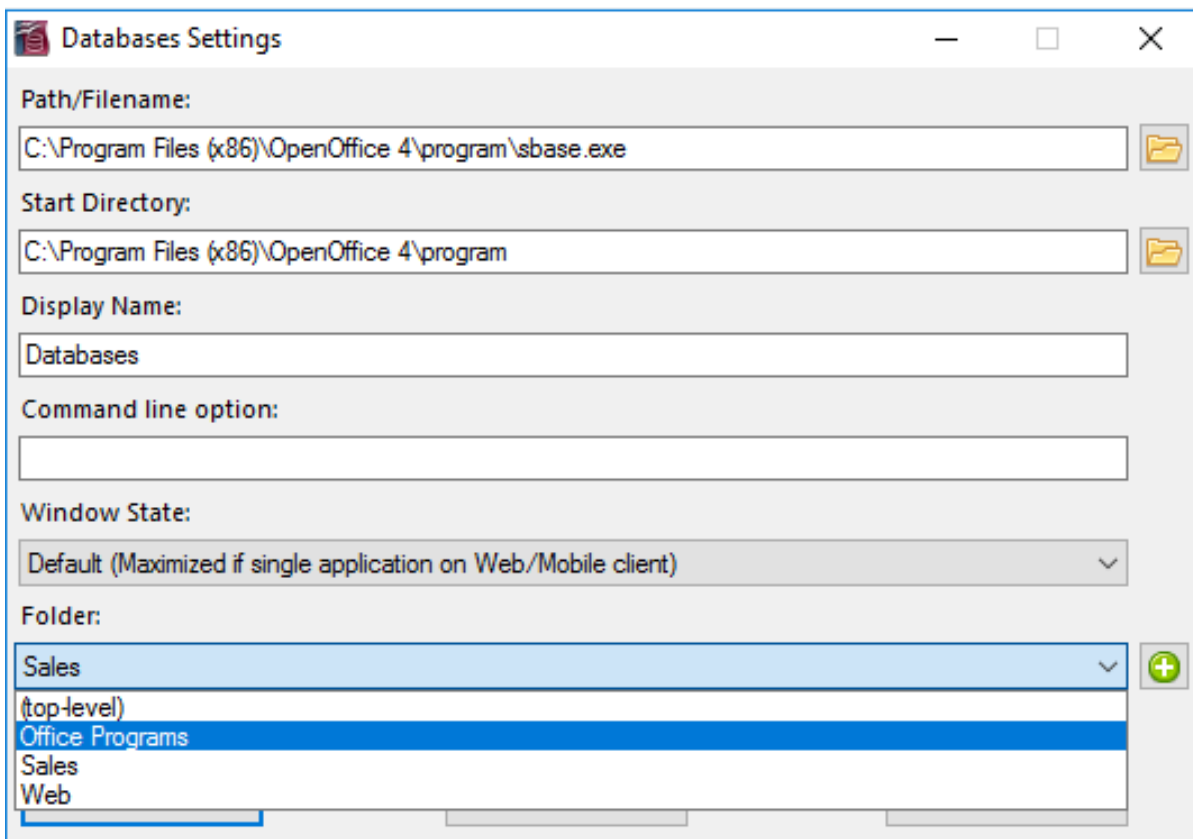 Databases Settings
Path/Filename:
C:\Program Files (x86)\OpenOffice 4\program\sbase.exe
Start Directory:
C:\Program Files (x86)\OpenOffice 4\program
Display Name:
Databases
Command line option:
Window State:
Default (Maximized if single application on Web/Mobile client)
Folder:
Sales
(top-level)
Office Programs
Sales
Web